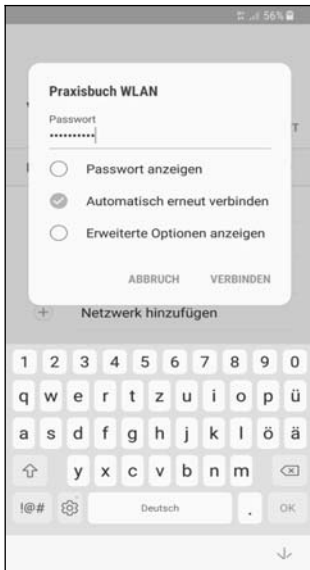 56%
Praxisbuch WLAN
Passwort
••••••••••
T
Passwort anzeigen
Automatisch erneut verbinden
Erweiterte Optionen anzeigen
ABBRUCH VERBINDEN
Netzwerk hinzufügen
1 2 3 4 5 6 7 8 9 0
q w e r t z u i o p ü
a s d f g h j k l ö ä
y x c v b n m
!@# Deutsch . OK